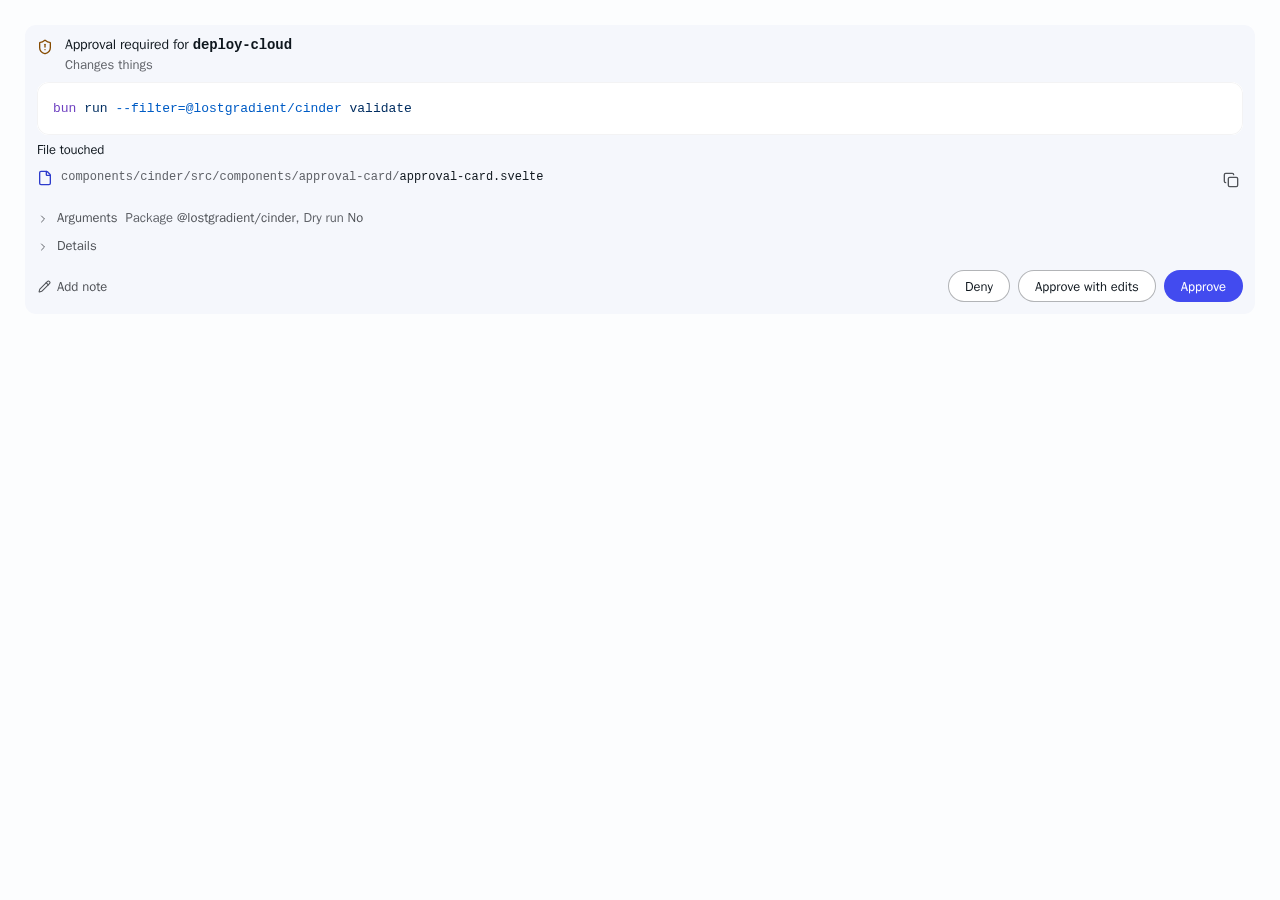 Approval required for deploy-cloud
Changes things
bun run --filter=@lostgradient/cinder validate
File touched
components/cinder/src/components/approval-card/approval-card.svelte
Arguments Package @lostgradient/cinder, Dry run No
Details
Add note
Deny
Approve with edits
Approve